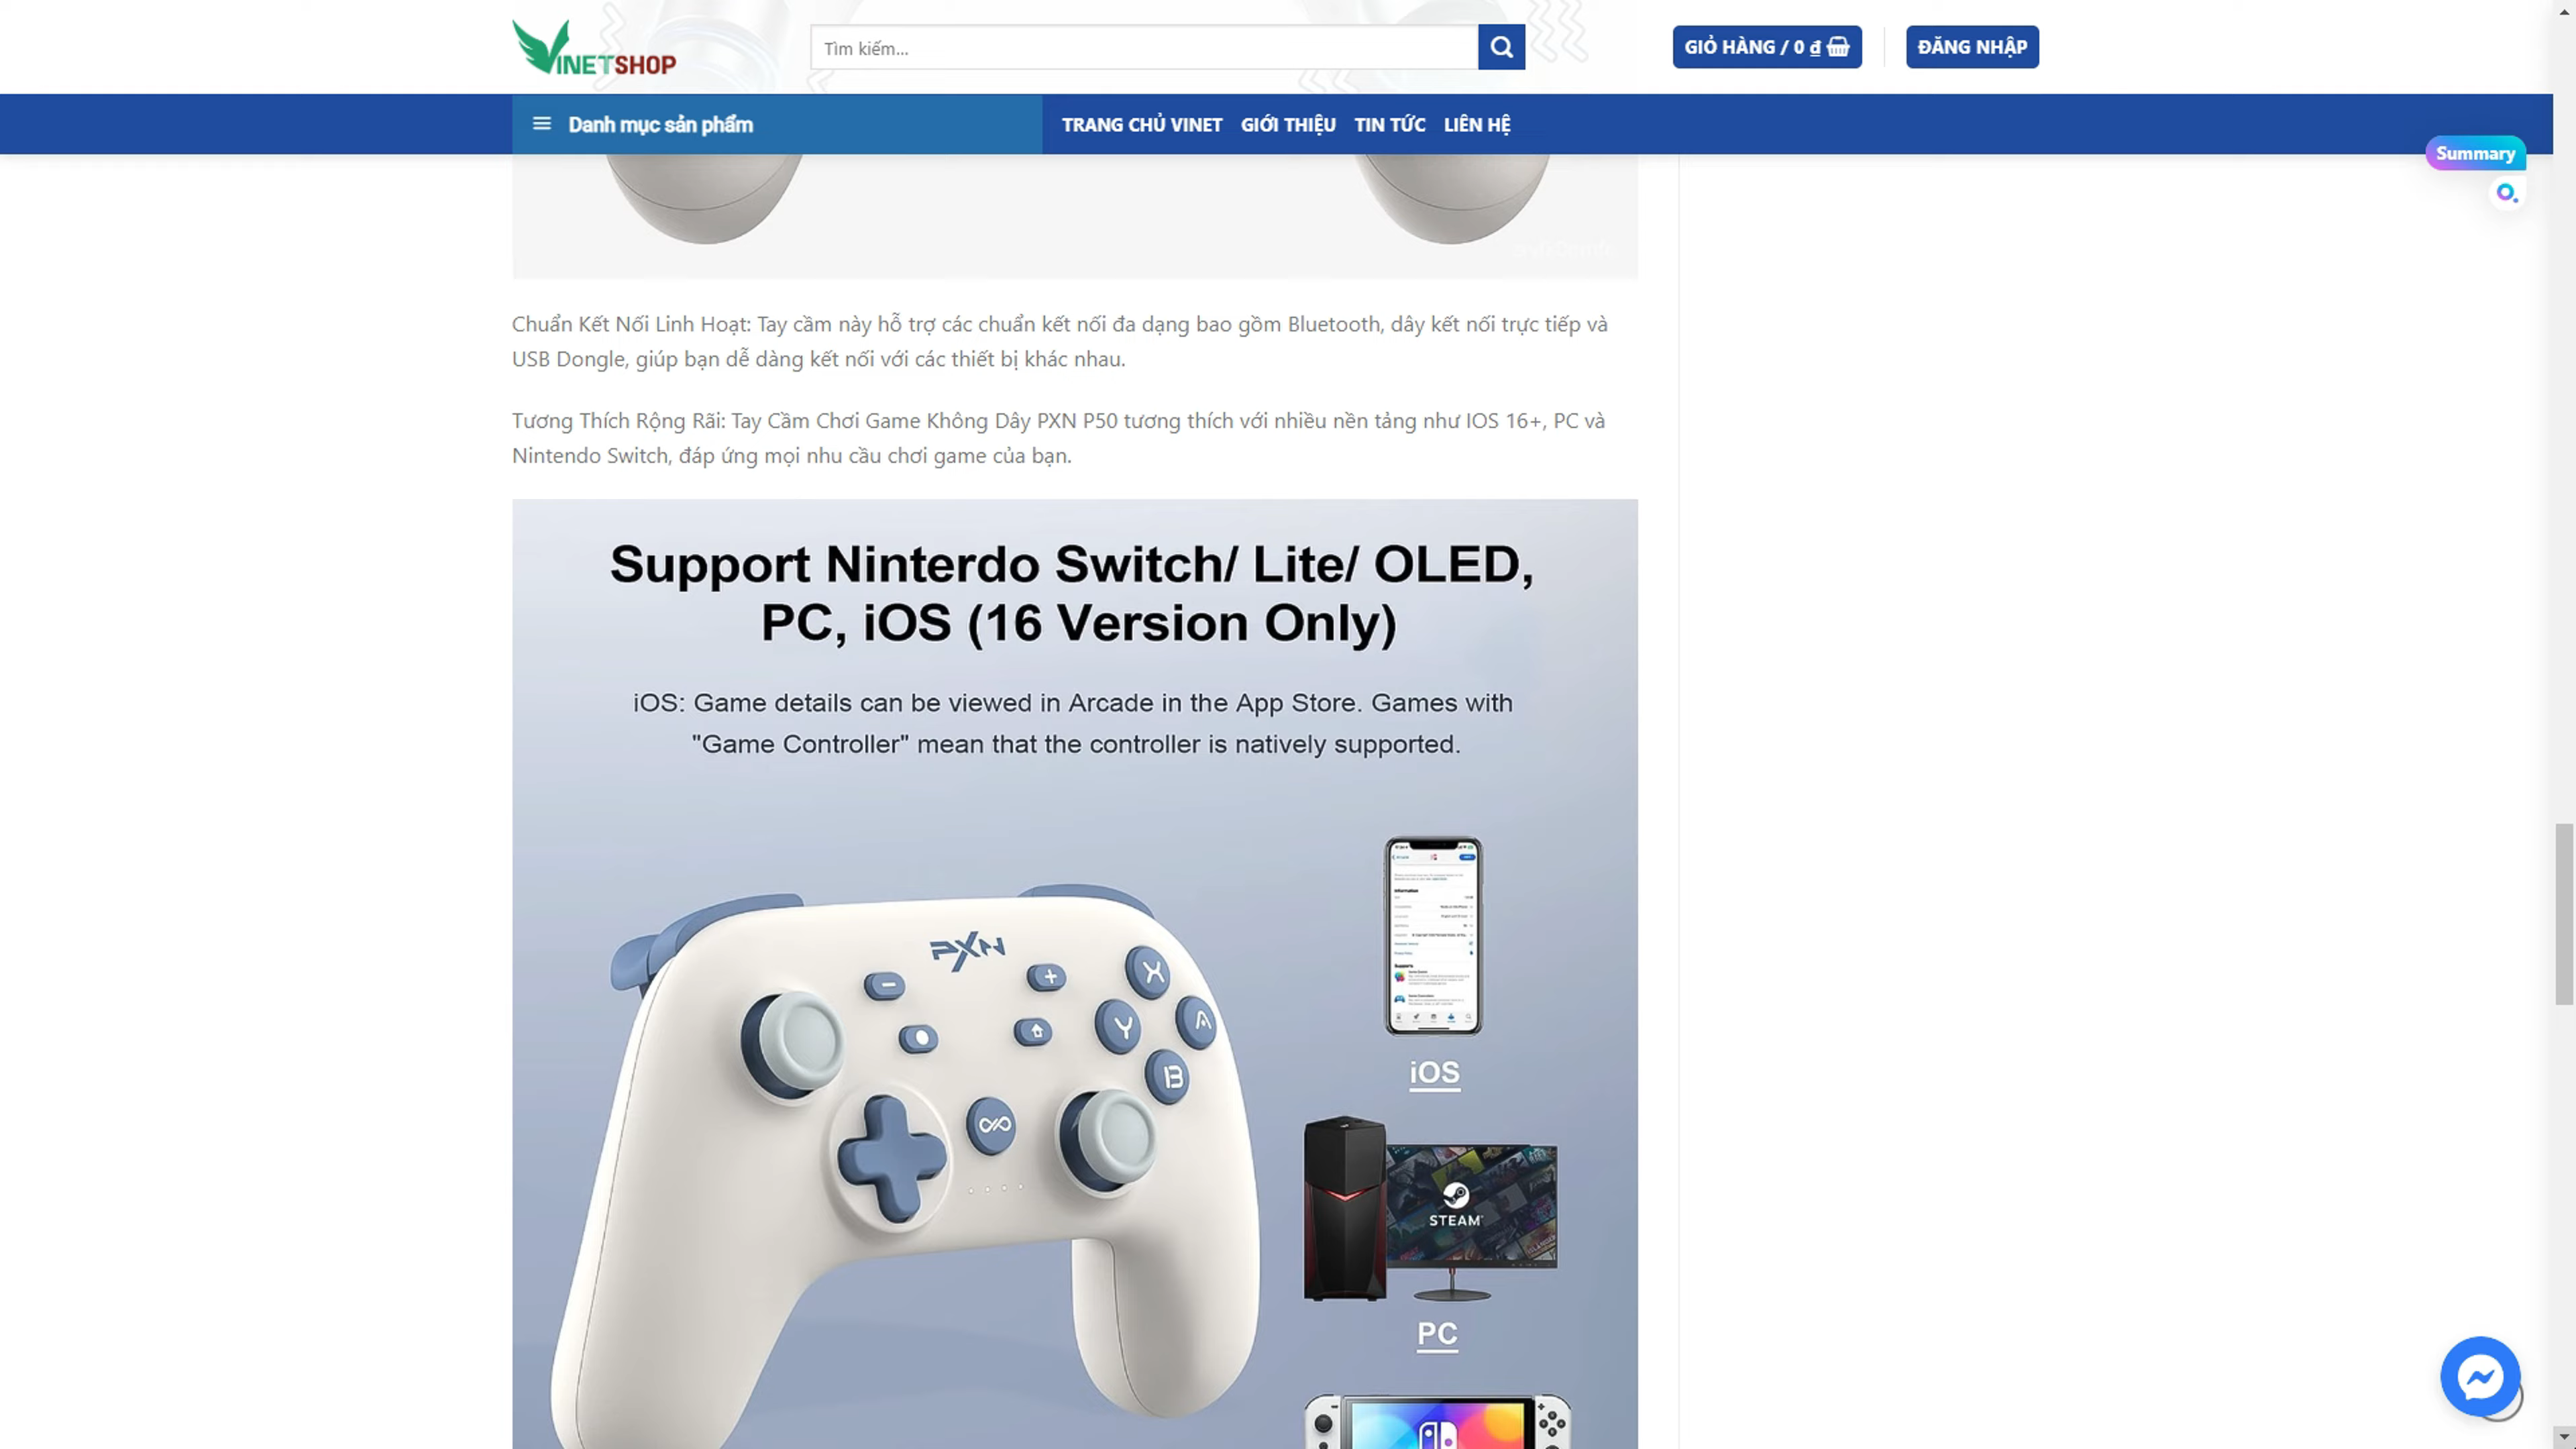 VINETSHOP
Tìm kiếm...
GIỎ HÀNG / 0 ₫
ĐĂNG NHẬP
Danh mục sản phẩm
TRANG CHỦ VINET
GIỚI THIỆU
TIN TỨC
LIÊN HỆ
Summary
Chuẩn Kết Nối Linh Hoạt: Tay cầm này hỗ trợ các chuẩn kết nối đa dạng bao gồm Bluetooth, dây kết nối trực tiếp và
USB Dongle, giúp bạn dễ dàng kết nối với các thiết bị khác nhau.
Tương Thích Rộng Rãi: Tay Cầm Chơi Game Không Dây PXN P50 tương thích với nhiều nền tảng như IOS 16+, PC và
Nintendo Switch, đáp ứng mọi nhu cầu chơi game của bạn.
Support Ninterdo Switch/ Lite/ OLED,
PC, iOS (16 Version Only)
iOS: Game details can be viewed in Arcade in the App Store. Games with
"Game Controller" mean that the controller is natively supported.
PXN
X
Y
A
B
iOS
STEAM
PC